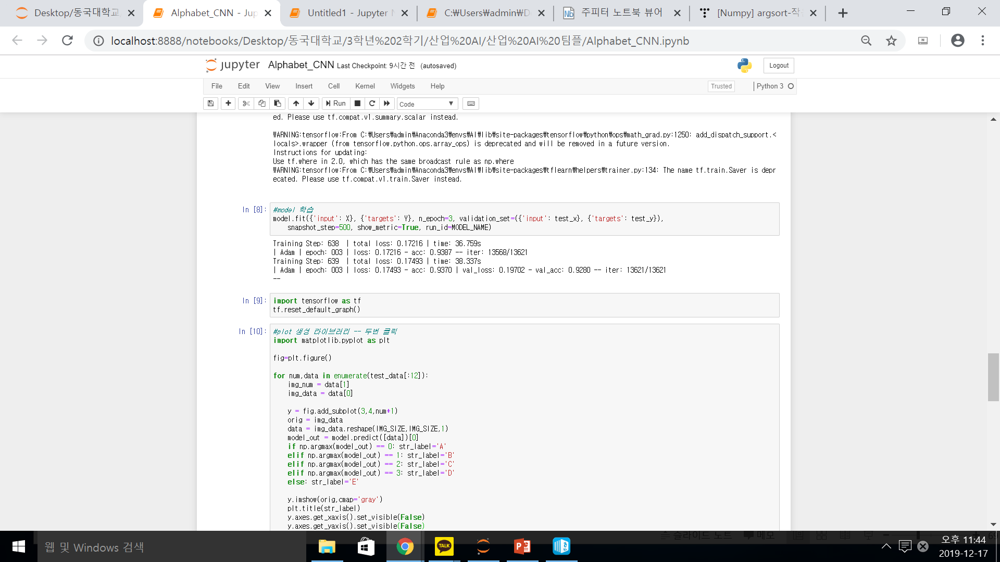 Desktop/동국대학교/
Alphabet_CNN - Jup
Untitled1 - Jupyter N
C:₩Users₩admin₩D
주피터 노트북 뷰어
[Numpy] argsort-작
localhost:8888/notebooks/Desktop/동국대학교/3학년%202학기/산업%20AI/산업%20AI%20팀플/Alphabet_CNN.ipynb
jupyter Alphabet_CNN Last Checkpoint: 9시간 전 (autosaved)
Logout
File Edit View Insert Cell Kernel Widgets Help
Trusted Python 3
Run Code
ed. Please use tf.compat.v1.summary.scalar instead.
WARNING:tensorflow:From C:₩Users₩admin₩Anaconda3₩envs₩AI₩lib₩site-packages₩tensorflow₩python₩ops₩math_grad.py:1250: add_dispatch_support.<
locals>.wrapper (from tensorflow.python.ops.array_ops) is deprecated and will be removed in a future version.
Instructions for updating:
Use tf.where in 2.0, which has the same broadcast rule as np.where
WARNING:tensorflow:From C:₩Users₩admin₩Anaconda3₩envs₩AI₩lib₩site-packages₩tflearn₩helpers₩trainer.py:134: The name tf.train.Saver is depr
ecated. Please use tf.compat.v1.train.Saver instead.
In [8]:
#model 학습
model.fit({'input': X}, {'targets': Y}, n_epoch=3, validation_set=({'input': test_x}, {'targets': test_y}),
snapshot_step=500, show_metric=True, run_id=MODEL_NAME)
Training Step: 638 | total loss: 0.17216 | time: 36.759s
| Adam | epoch: 003 | loss: 0.17216 - acc: 0.9387 -- iter: 13568/13621
Training Step: 639 | total loss: 0.17493 | time: 38.337s
| Adam | epoch: 003 | loss: 0.17493 - acc: 0.9370 | val_loss: 0.19702 - val_acc: 0.9280 -- iter: 13621/13621
--
In [9]:
import tensorflow as tf
tf.reset_default_graph()
In [10]:
#plot 생성 라이브러리 -- 두번 클릭
import matplotlib.pyplot as plt
fig=plt.figure()
for num,data in enumerate(test_data[:12]):
img_num = data[1]
img_data = data[0]
y = fig.add_subplot(3,4,num+1)
orig = img_data
data = img_data.reshape(IMG_SIZE,IMG_SIZE,1)
model_out = model.predict([data])[0]
if np.argmax(model_out) == 0: str_label='A'
elif np.argmax(model_out) == 1: str_label='B'
elif np.argmax(model_out) == 2: str_label='C'
elif np.argmax(model_out) == 3: str_label='D'
else: str_label='E'
y.imshow(orig,cmap='gray')
plt.title(str_label)
y.axes.get_xaxis().set_visible(False)
y.axes.get_yaxis().set_visible(False)
슬라이드 노트 메모
웹 및 Windows 검색
TALK
오후 11:44
2019-12-17